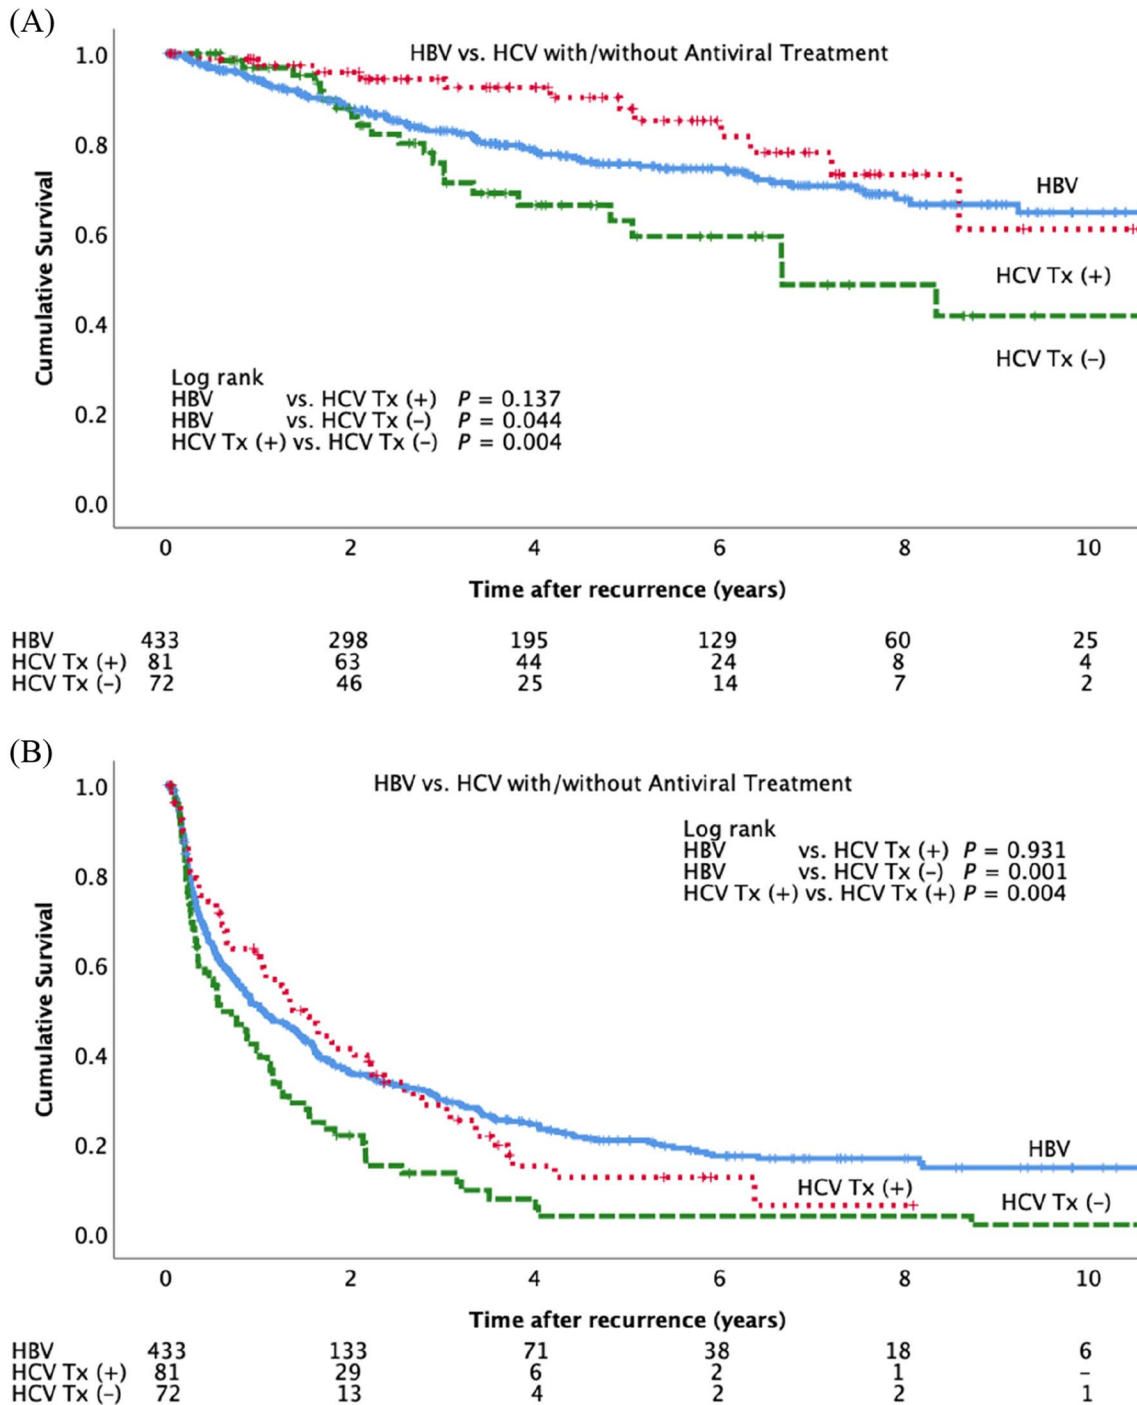 (A)
HBV vs. HCV with/without Antiviral Treatment
1.0
0.8
0.6
0.4
0.2
0.0
Cumulative Survival
HBV
HCV Tx (+)
HCV Tx (–)
Log rank
HBV vs. HCV Tx (+) P = 0.137
HBV vs. HCV Tx (–) P = 0.044
HCV Tx (+) vs. HCV Tx (–) P = 0.004
0 2 4 6 8 10
Time after recurrence (years)
HBV 433 298 195 129 60 25
HCV Tx (+) 81 63 44 24 8 4
HCV Tx (–) 72 46 25 14 7 2
(B)
HBV vs. HCV with/without Antiviral Treatment
1.0
0.8
0.6
0.4
0.2
0.0
Cumulative Survival
Log rank
HBV vs. HCV Tx (+) P = 0.931
HBV vs. HCV Tx (–) P = 0.001
HCV Tx (+) vs. HCV Tx (+) P = 0.004
HBV
HCV Tx (+)
HCV Tx (–)
0 2 4 6 8 10
Time after recurrence (years)
HBV 433 133 71 38 18 6
HCV Tx (+) 81 29 6 2 1 –
HCV Tx (–) 72 13 4 2 2 1